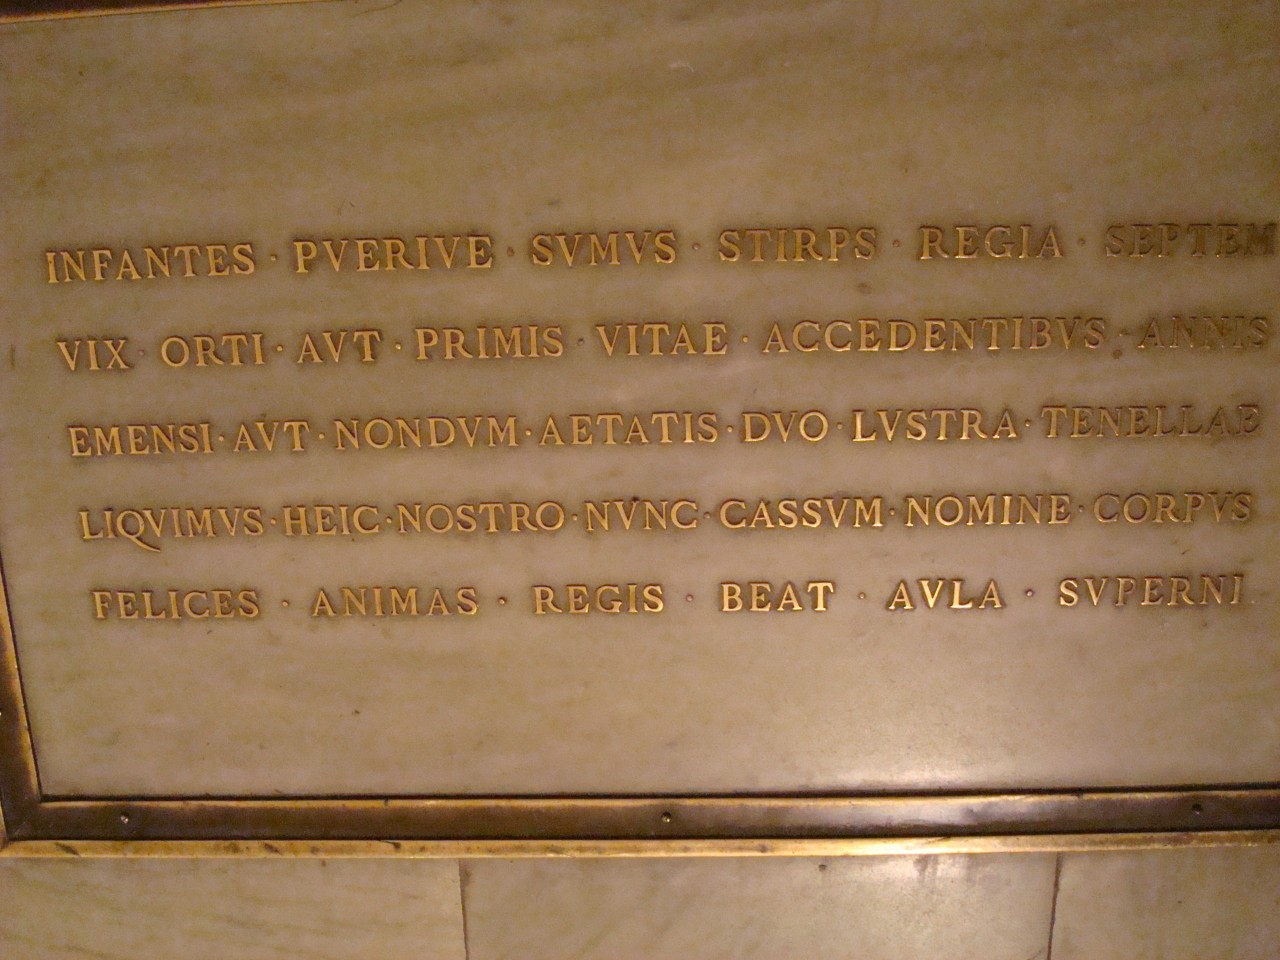 INFANTES · PVERIVE · SVMVS · STIRPS · REGIA · SEPTEM
VIX · ORTI · AVT · PRIMIS · VITAE · ACCEDENTIBVS · ANNIS
EMENSI · AVT · NONDVM · AETATIS · DVO · LVSTRA · TENELLAE
LIQVIMVS · HEIC · NOSTRO · NVNC · CASSVM · NOMINE · CORPVS
FELICES · ANIMAS · REGIS · BEAT · AVLA · SVPERNI